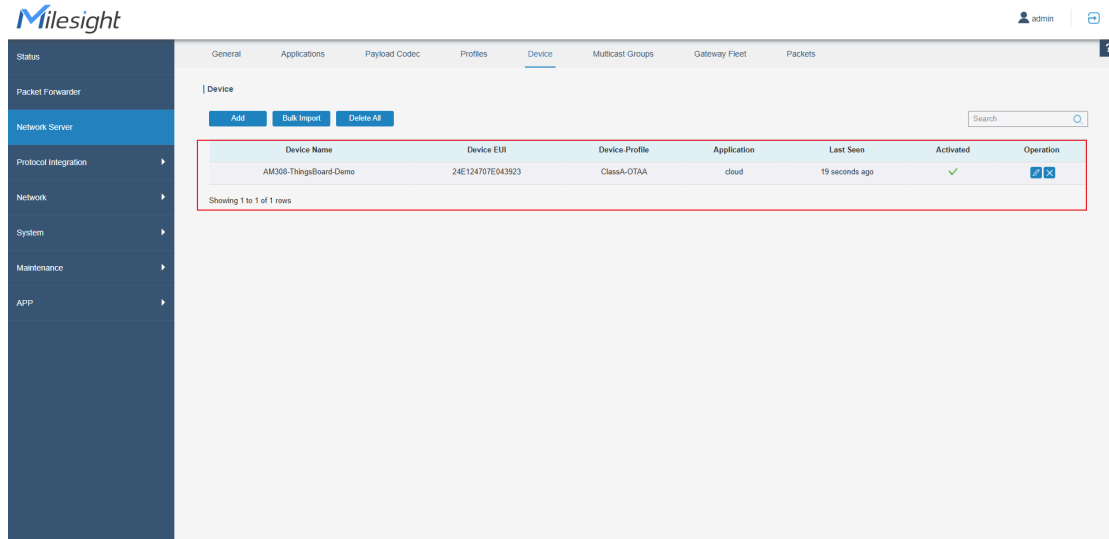 Milesight
admin
Status
Packet Forwarder
Network Server
Protocol Integration
Network
System
Maintenance
APP
General Applications Payload Codec Profiles Device Multicast Groups Gateway Fleet Packets
?
Device
Add Bulk Import Delete All
Search
Device Name Device EUI Device-Profile Application Last Seen Activated Operation
AM308-ThingsBoard-Demo 24E124707E043923 ClassA-OTAA cloud 19 seconds ago
Showing 1 to 1 of 1 rows